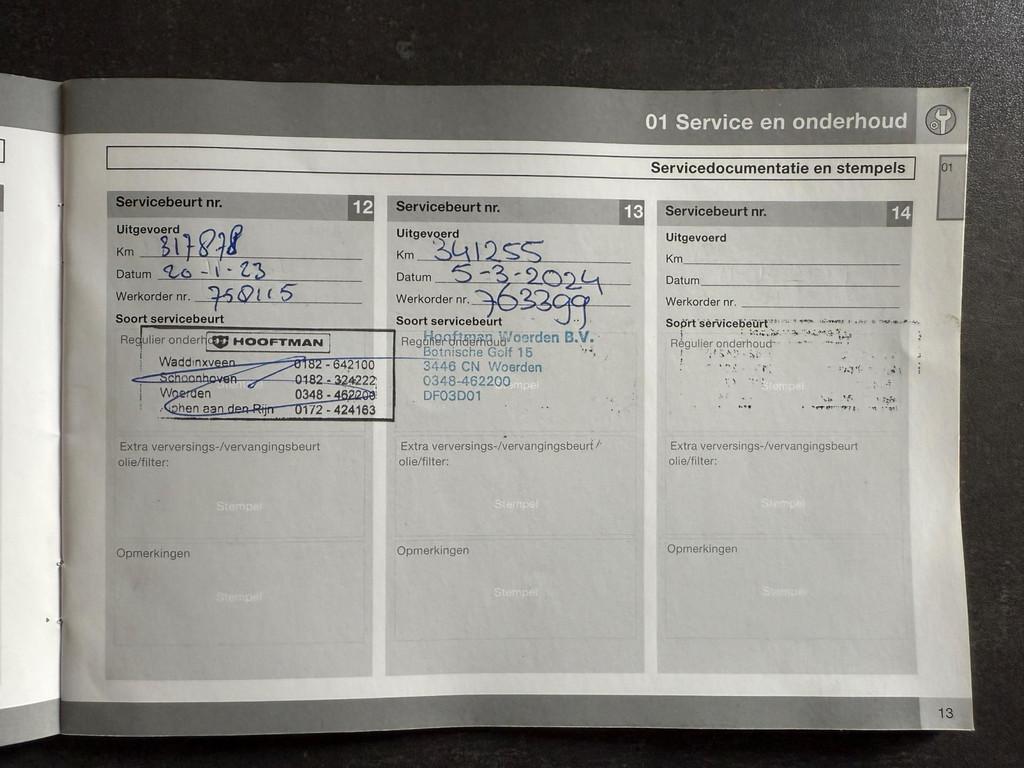 01 Service en onderhoud
Servicedocumentatie en stempels
01
Servicebeurt nr. 12
Uitgevoerd
Km 317878
Datum 20-1-23
Werkorder nr. 758115
Soort servicebeurt
Regulier onderh
HOOFTMAN
Waddinxveen 0182 - 642100
Schoonhoven 0182 - 324222
Woerden 0348 - 462200
Alphen aan den Rijn 0172 - 424163
Extra verversings-/vervangingsbeurt
olie/filter:
Stempel
Opmerkingen
Stempel
Servicebeurt nr. 13
Uitgevoerd
Km 341255
Datum 5-3-2024
Werkorder nr. 763399
Soort servicebeurt
Regulier onderhoud
Hooftman Woerden B.V.
Botnische Golf 15
3446 CN Woerden
0348-462200
DF03D01
Stempel
Extra verversings-/vervangingsbeurt
olie/filter:
Stempel
Opmerkingen
Stempel
Servicebeurt nr. 14
Uitgevoerd
Km
Datum
Werkorder nr.
Soort servicebeurt
Regulier onderhoud
Stempel
Extra verversings-/vervangingsbeurt
olie/filter:
Stempel
Opmerkingen
Stempel
13